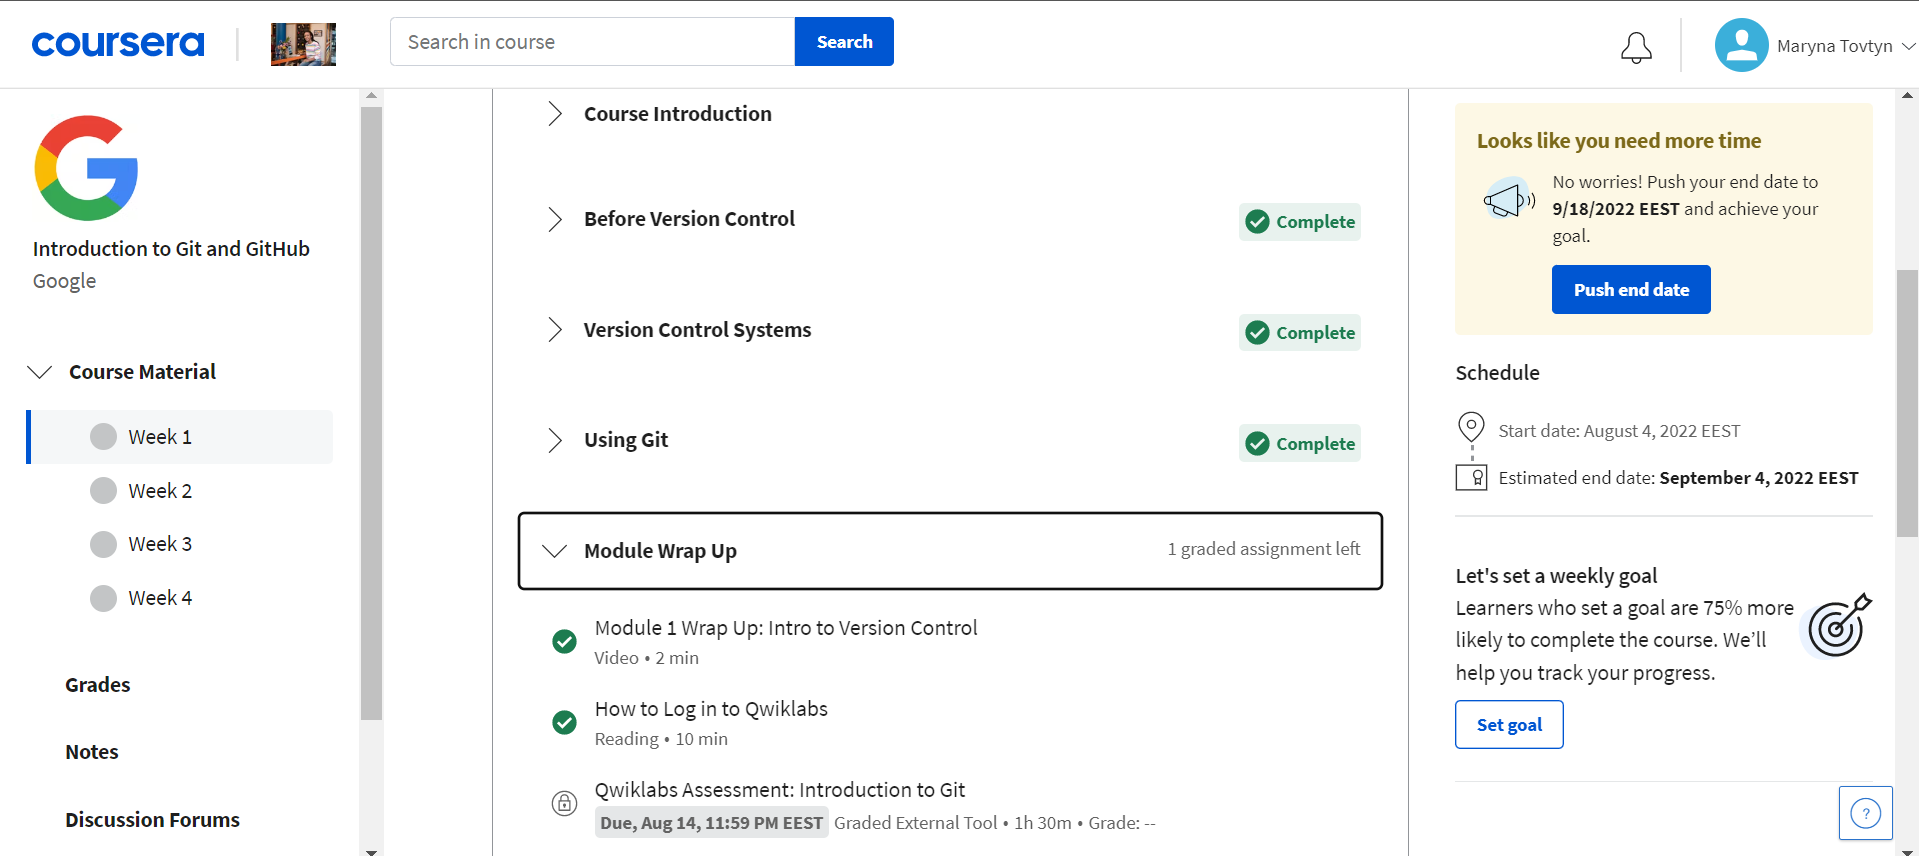 coursera
Search in course
Search
Maryna Tovtyn
Introduction to Git and GitHub
Google
Course Material
Week 1
Week 2
Week 3
Week 4
Grades
Notes
Discussion Forums
Course Introduction
Before Version Control
Complete
Version Control Systems
Complete
Using Git
Complete
Module Wrap Up
1 graded assignment left
Module 1 Wrap Up: Intro to Version Control
Video • 2 min
How to Log in to Qwiklabs
Reading • 10 min
Qwiklabs Assessment: Introduction to Git
Due, Aug 14, 11:59 PM EEST Graded External Tool • 1h 30m • Grade: --
Looks like you need more time
No worries! Push your end date to
9/18/2022 EEST and achieve your
goal.
Push end date
Schedule
Start date: August 4, 2022 EEST
Estimated end date: September 4, 2022 EEST
Let's set a weekly goal
Learners who set a goal are 75% more
likely to complete the course. We’ll
help you track your progress.
Set goal
?